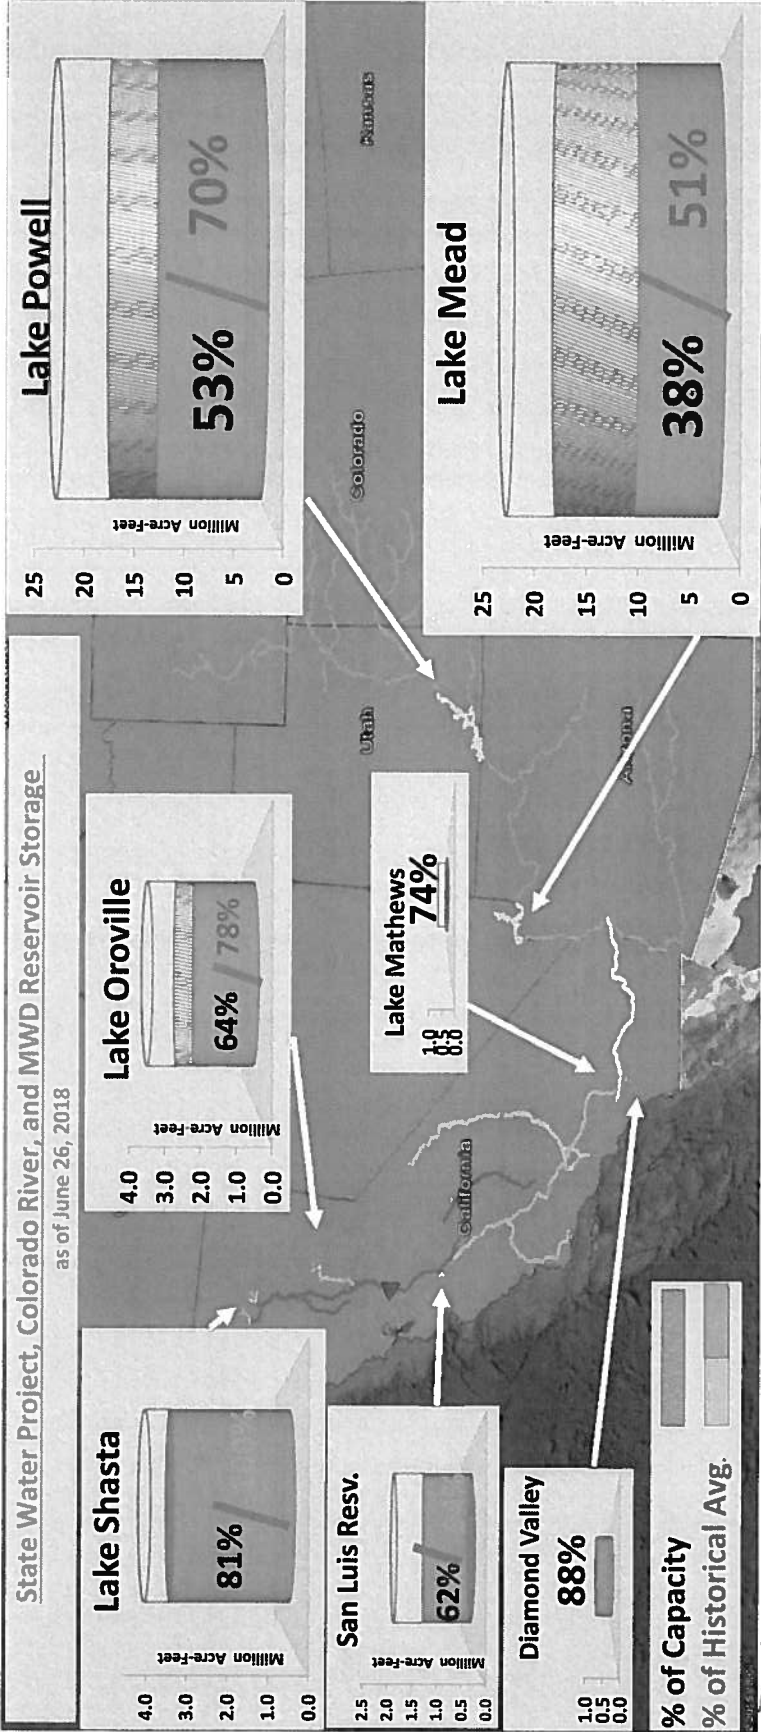 State Water Project, Colorado River, and MWD Reservoir Storage
as of June 26, 2018
Lake Shasta
4.0
3.0
2.0
1.0
0.0
Million Acre-Feet
81%
San Luis Resv.
2.5
2.0
1.5
1.0
0.5
0.0
Million Acre-Feet
62%
Diamond Valley
1.0
0.5
0.0
88%
% of Capacity
% of Historical Avg.
Lake Oroville
4.0
3.0
2.0
1.0
0.0
Million Acre-Feet
64% / 78%
Lake Mathews
1.0
0.5
0.0
74%
California
Utah
Arizona
Colorado
Kansas
Lake Powell
25
20
15
10
5
0
Million Acre-Feet
53% / 70%
Lake Mead
25
20
15
10
5
0
Million Acre-Feet
38% / 51%